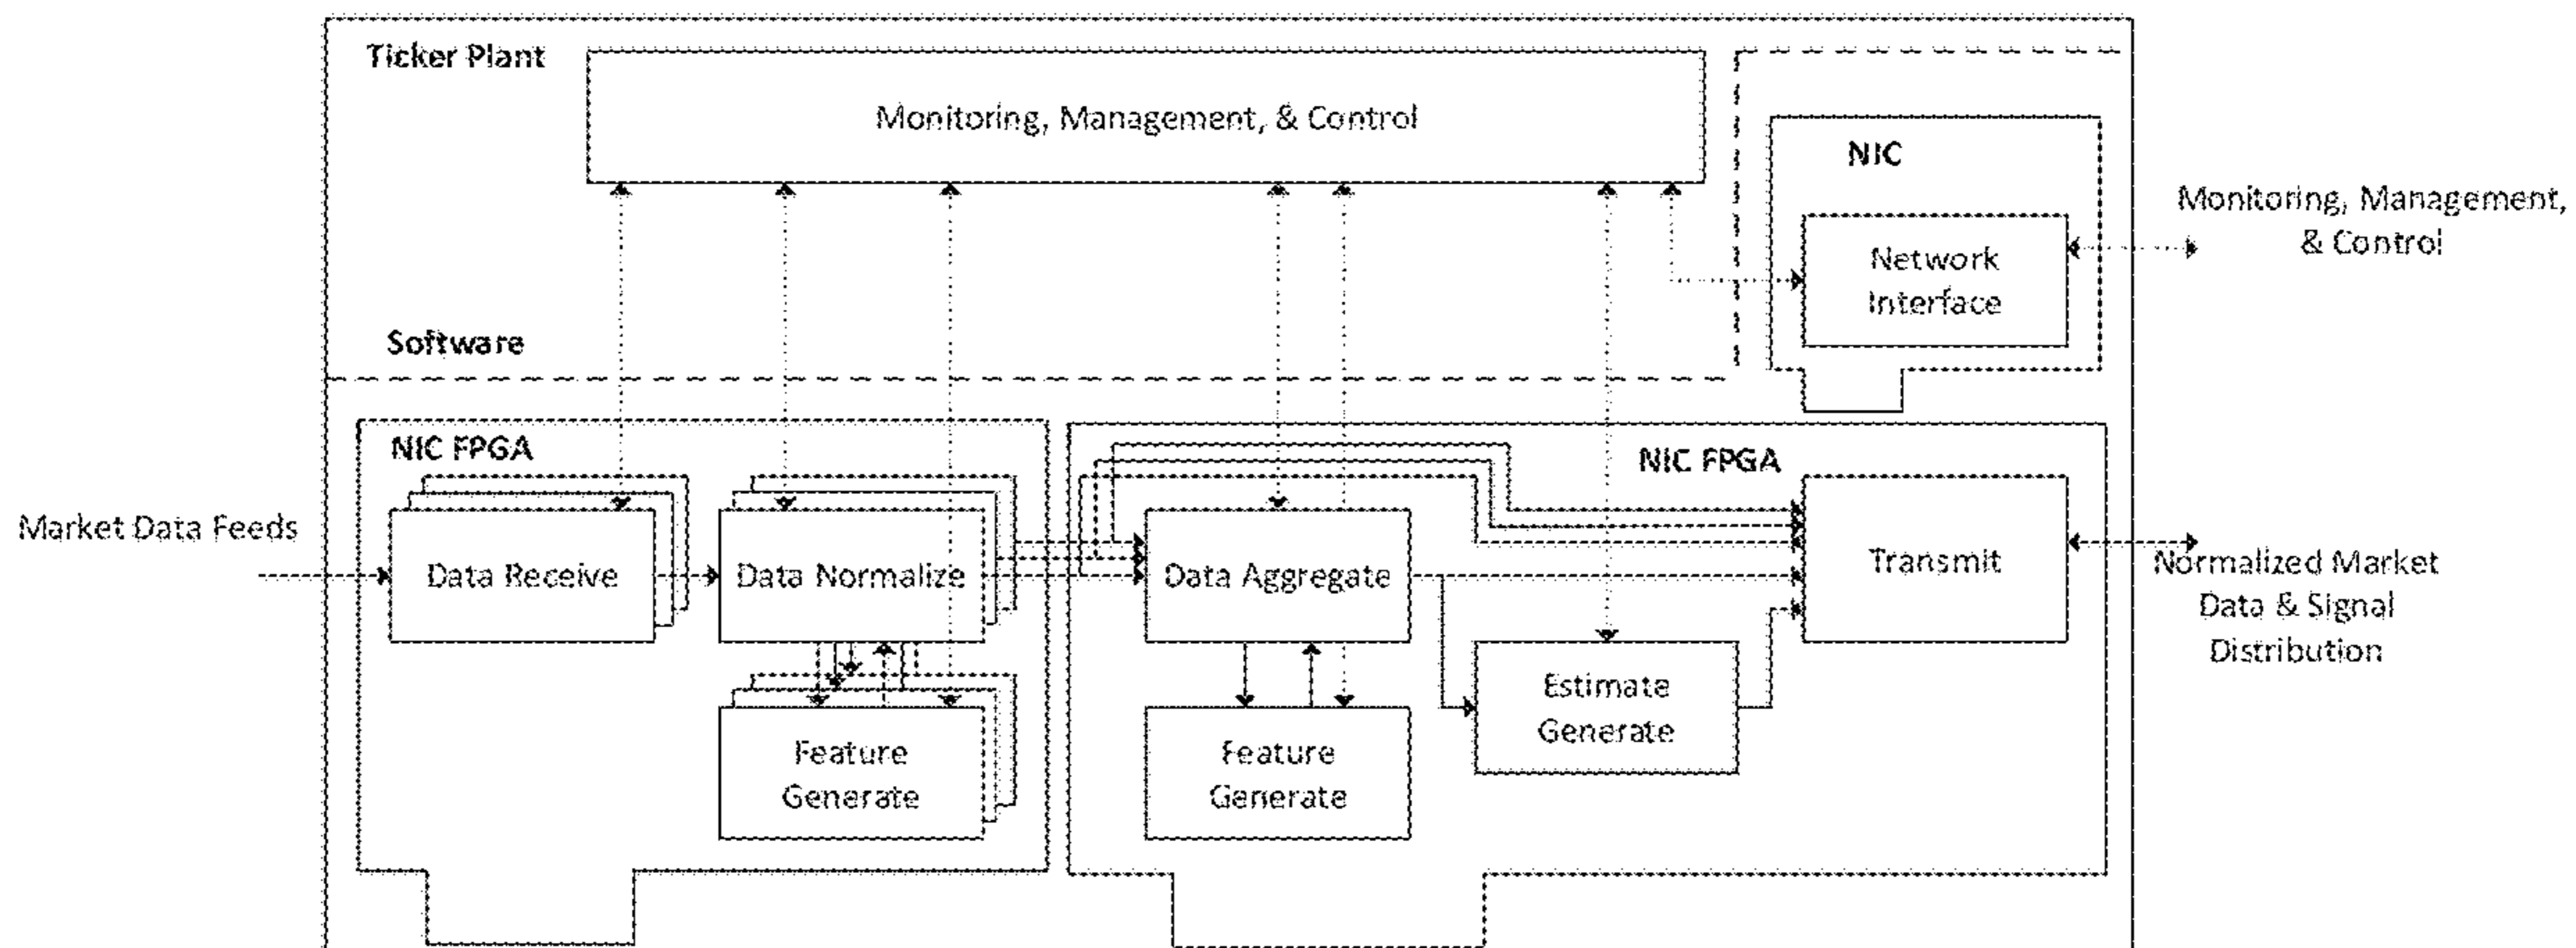 Ticker Plant
Monitoring, Management, & Control
NIC
Monitoring, Management,
& Control
Network
Interface
Software
NIC FPGA
NIC FPGA
Market Data Feeds
Data Receive
Data Normalize
Data Aggregate
Transmit
Normalized Market
Data & Signal
Distribution
Feature
Generate
Feature
Generate
Estimate
Generate